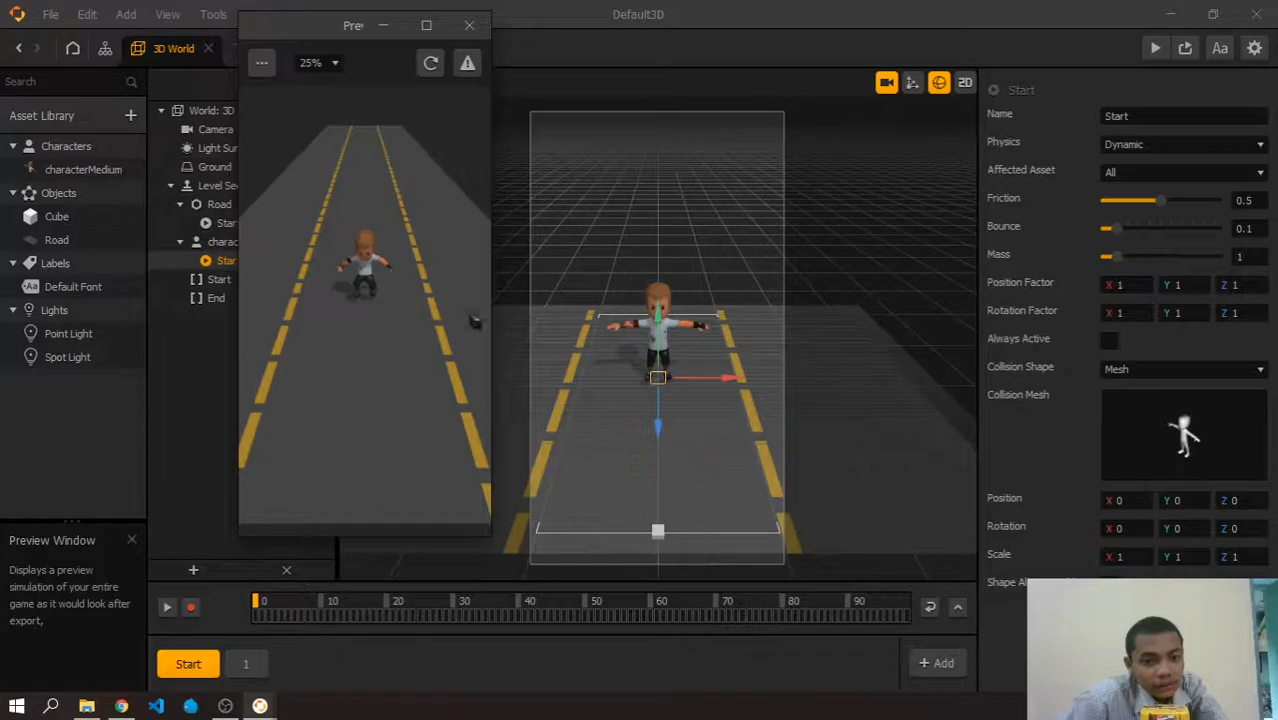 File Edit Add View Tools Default3D
3D World Aa
Search
Asset Library
Characters
characterMedium
Objects
Cube
Road
Labels
Aa Default Font
Lights
Point Light
Spot Light
Preview Window
Displays a preview
simulation of your entire
game as it would look after
export,
World: 3D
Camera
Light Sur
Ground
Level Se
Road
Star
charac
Star
[ ] Start
[ ] End
Prev
25%
2D
Start
Name Start
Physics Dynamic
Affected Asset All
Friction 0.5
Bounce 0.1
Mass 1
Position Factor X 1 Y 1 Z 1
Rotation Factor X 1 Y 1 Z 1
Always Active
Collision Shape Mesh
Collision Mesh
Position X 0 Y 0 Z 0
Rotation X 0 Y 0 Z 0
Scale X 1 Y 1 Z 1
0 10 20 30 40 50 60 70 80 90
Start 1 + Add